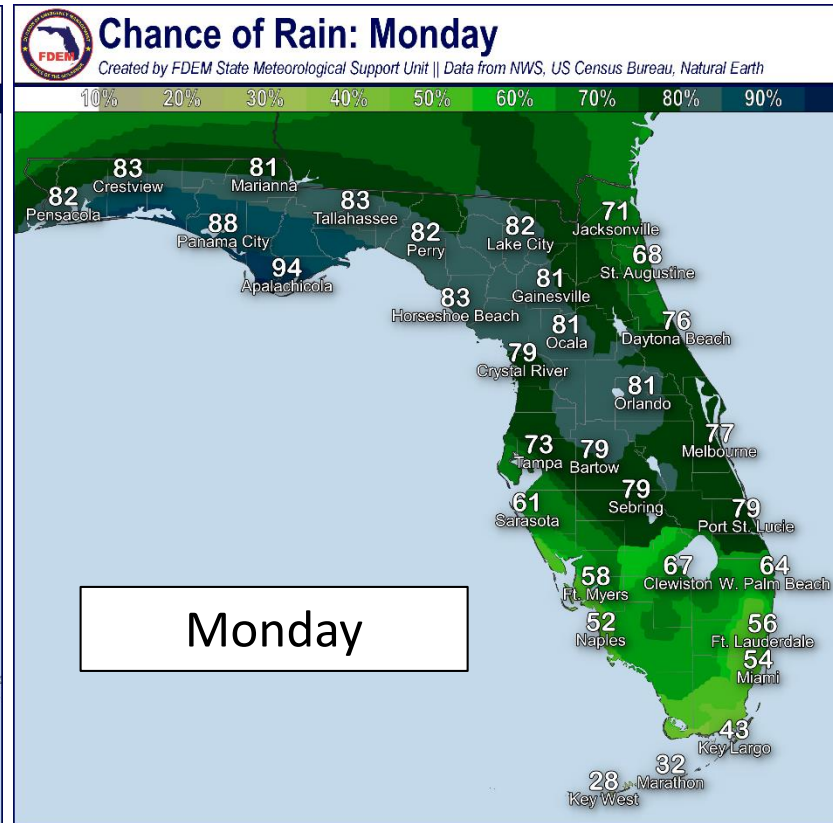 FDEM
Chance of Rain: Monday
Created by FDEM State Meteorological Support Unit || Data from NWS, US Census Bureau, Natural Earth
10% 20% 30% 40% 50% 60% 70% 80% 90%
83
Crestview
81
Marianna
82
Pensacola
83
Tallahassee
88
Panama City
82
Perry
82
Lake City
71
Jacksonville
68
St. Augustine
94
Apalachicola
81
Gainesville
83
Horseshoe Beach
81
Ocala
76
Daytona Beach
79
Crystal River
81
Orlando
73
Tampa
79
Bartow
77
Melbourne
61
Sarasota
79
Sebring
79
Port St. Lucie
58
Ft. Myers
67
Clewiston
64
W. Palm Beach
Monday
52
Naples
56
Ft. Lauderdale
54
Miami
43
Key Largo
32
Marathon
28
Key West